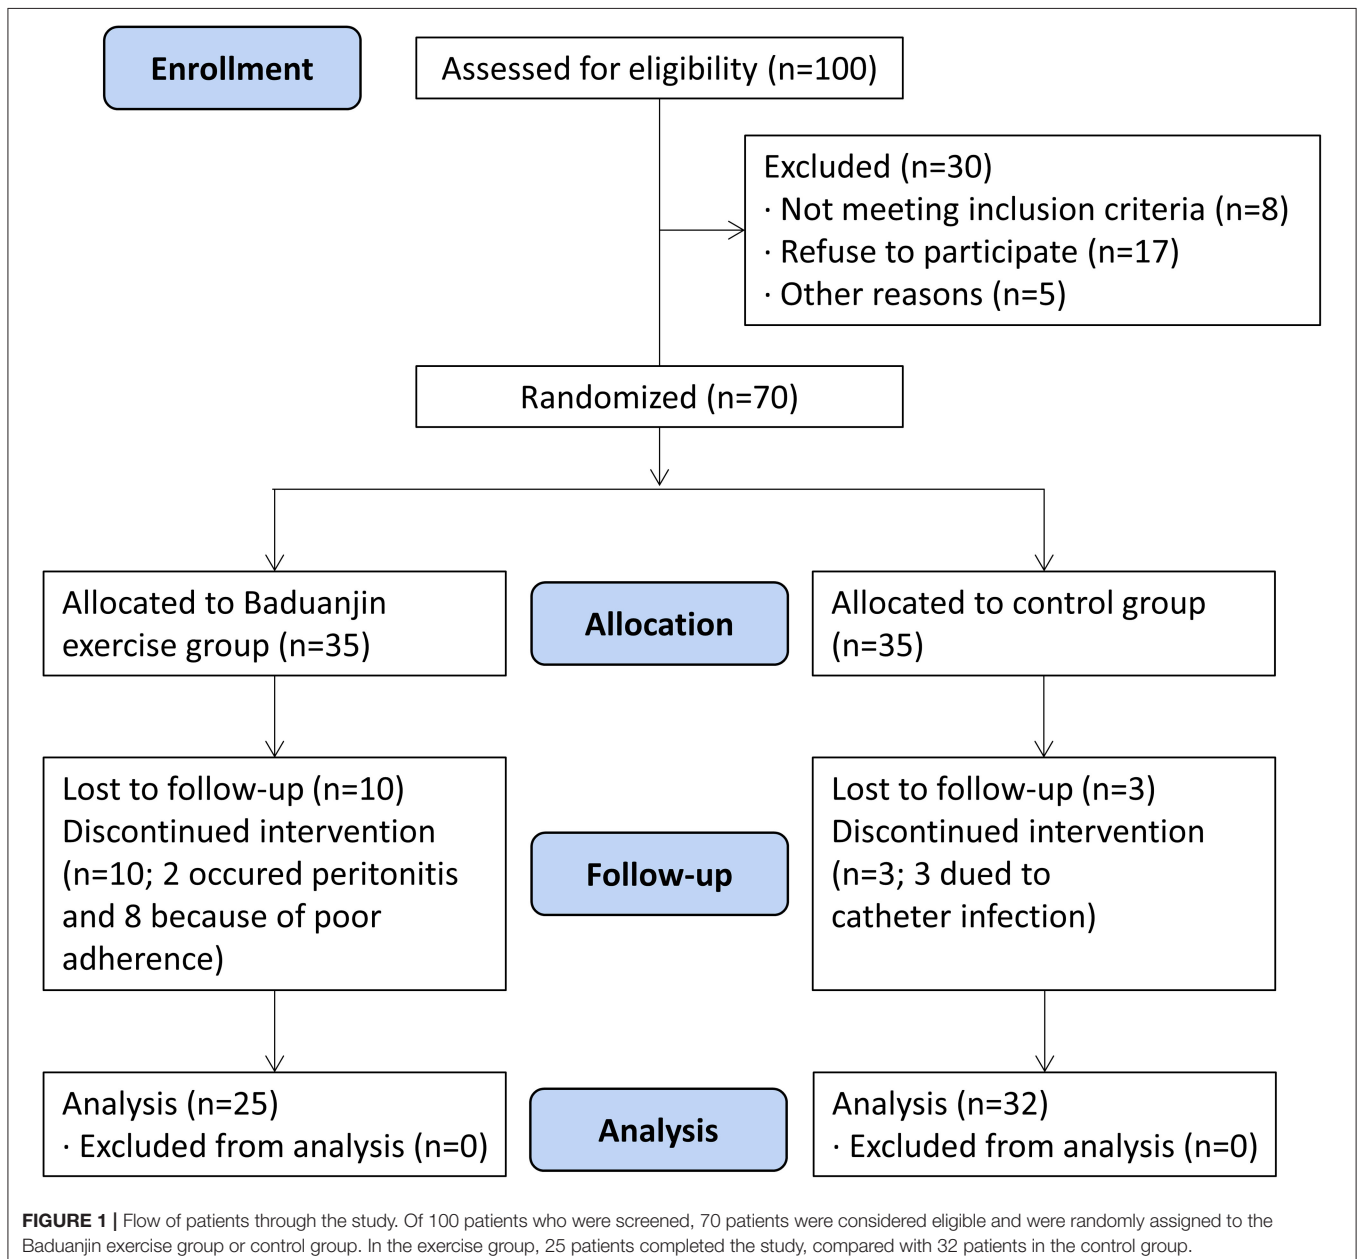 Enrollment
Assessed for eligibility (n=100)
Excluded (n=30)
· Not meeting inclusion criteria (n=8)
· Refuse to participate (n=17)
· Other reasons (n=5)
Randomized (n=70)
Allocated to Baduanjin
exercise group (n=35)
Allocation
Allocated to control group
(n=35)
Lost to follow-up (n=10)
Discontinued intervention
(n=10; 2 occured peritonitis
and 8 because of poor
adherence)
Follow-up
Lost to follow-up (n=3)
Discontinued intervention
(n=3; 3 dued to
catheter infection)
Analysis (n=25)
· Excluded from analysis (n=0)
Analysis
Analysis (n=32)
· Excluded from analysis (n=0)
FIGURE 1 | Flow of patients through the study. Of 100 patients who were screened, 70 patients were considered eligible and were randomly assigned to the
Baduanjin exercise group or control group. In the exercise group, 25 patients completed the study, compared with 32 patients in the control group.